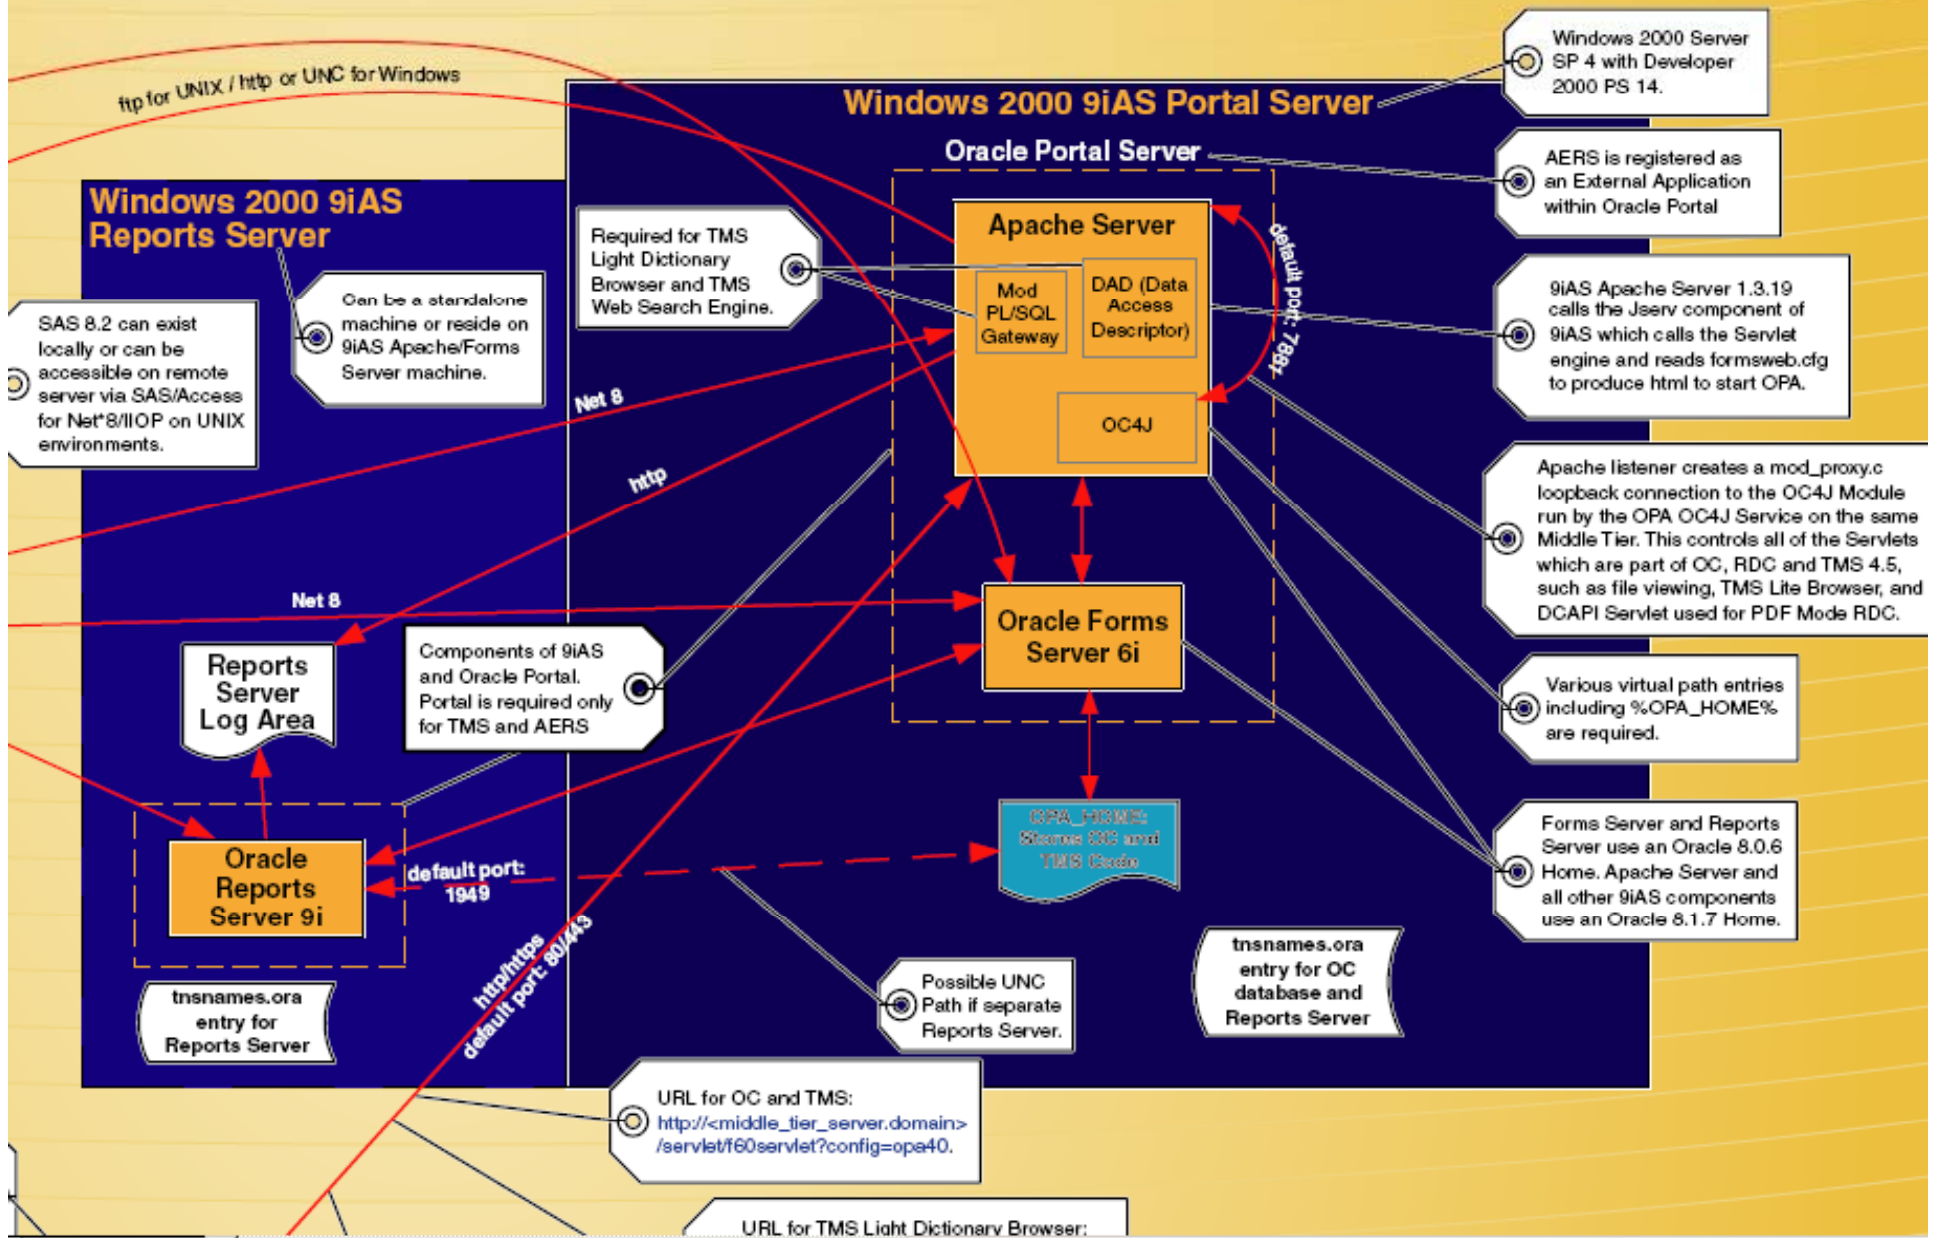 ftp for UNIX / http or UNC for Windows
Windows 2000 Server
SP 4 with Developer
2000 PS 14.
Windows 2000 9iAS Portal Server
Oracle Portal Server
AERS is registered as
an External Application
within Oracle Portal
Windows 2000 9iAS
Reports Server
Required for TMS
Light Dictionary
Browser and TMS
Web Search Engine.
Apache Server
Mod
PL/SQL
Gateway
DAD (Data
Access
Descriptor)
OC4J
default port: 7881
9iAS Apache Server 1.3.19
calls the Jserv component of
9iAS which calls the Servlet
engine and reads formsweb.cfg
to produce html to start OPA.
Can be a standalone
machine or reside on
9iAS Apache/Forms
Server machine.
SAS 8.2 can exist
locally or can be
accessible on remote
server via SAS/Access
for Net*8/IIOP on UNIX
environments.
Net 8
http
Apache listener creates a mod_proxy.c
loopback connection to the OC4J Module
run by the OPA OC4J Service on the same
Middle Tier. This controls all of the Servlets
which are part of OC, RDC and TMS 4.5,
such as file viewing, TMS Lite Browser, and
DCAPI Servlet used for PDF Mode RDC.
Net 8
Oracle Forms
Server 6i
Reports
Server
Log Area
Components of 9iAS
and Oracle Portal.
Portal is required only
for TMS and AERS
Various virtual path entries
including %OPA_HOME%
are required.
OPA_HOME:
Stores OC and
TMS Code
Forms Server and Reports
Server use an Oracle 8.0.6
Home. Apache Server and
all other 9iAS components
use an Oracle 8.1.7 Home.
Oracle
Reports
Server 9i
default port:
1949
http/https
default port: 80/443
tnsnames.ora
entry for
Reports Server
Possible UNC
Path if separate
Reports Server.
tnsnames.ora
entry for OC
database and
Reports Server
URL for OC and TMS:
http://<middle_tier_server.domain>
/servlet/f60servlet?config=opa40.
URL for TMS Light Dictionary Browser: